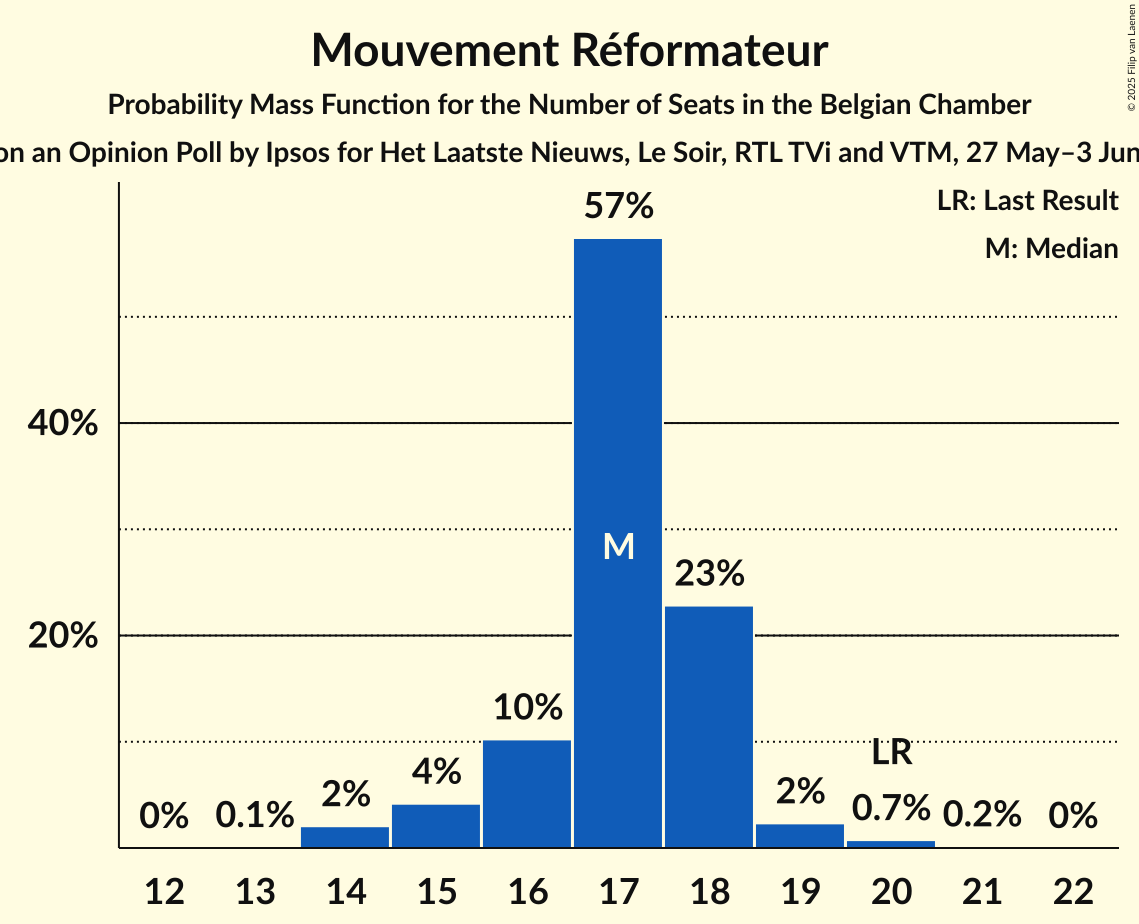 Mouvement Réformateur
Probability Mass Function for the Number of Seats in the Belgian Chamber
on an Opinion Poll by Ipsos for Het Laatste Nieuws, Le Soir, RTL TVi and VTM, 27 May–3 Jun
© 2025 Filip van Laenen
LR: Last Result
M: Median
57%
40%
M
23%
20%
10%
LR
4%
2%
2%
0.7%
0%
0.1%
0.2%
0%
12 13 14 15 16 17 18 19 20 21 22